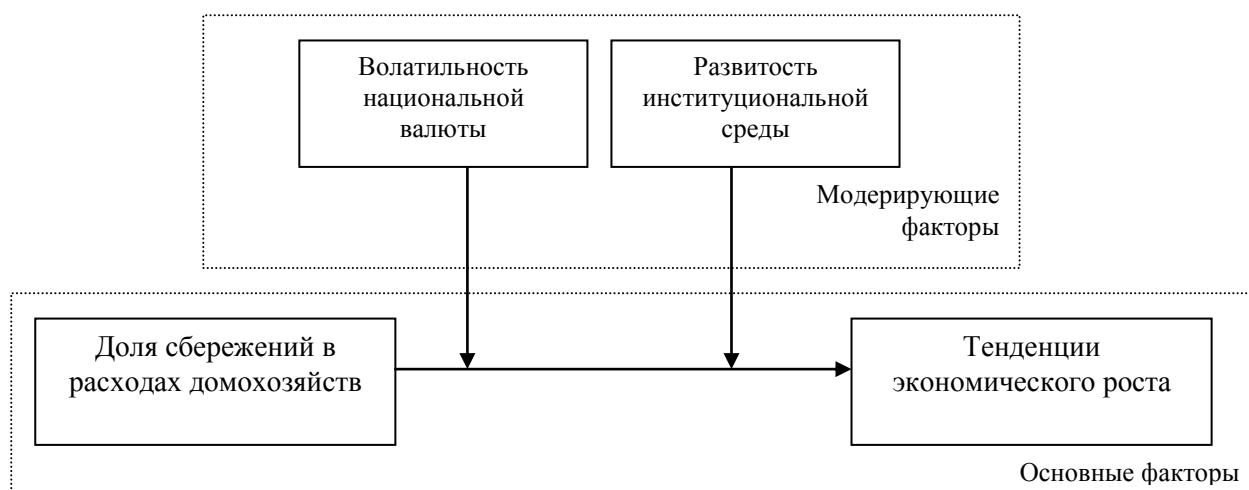 Волатильность
национальной
валюты
Развитость
институциональной
среды
Модерирующие
факторы
Доля сбережений в
расходах домохозяйств
Тенденции
экономического роста
Основные факторы